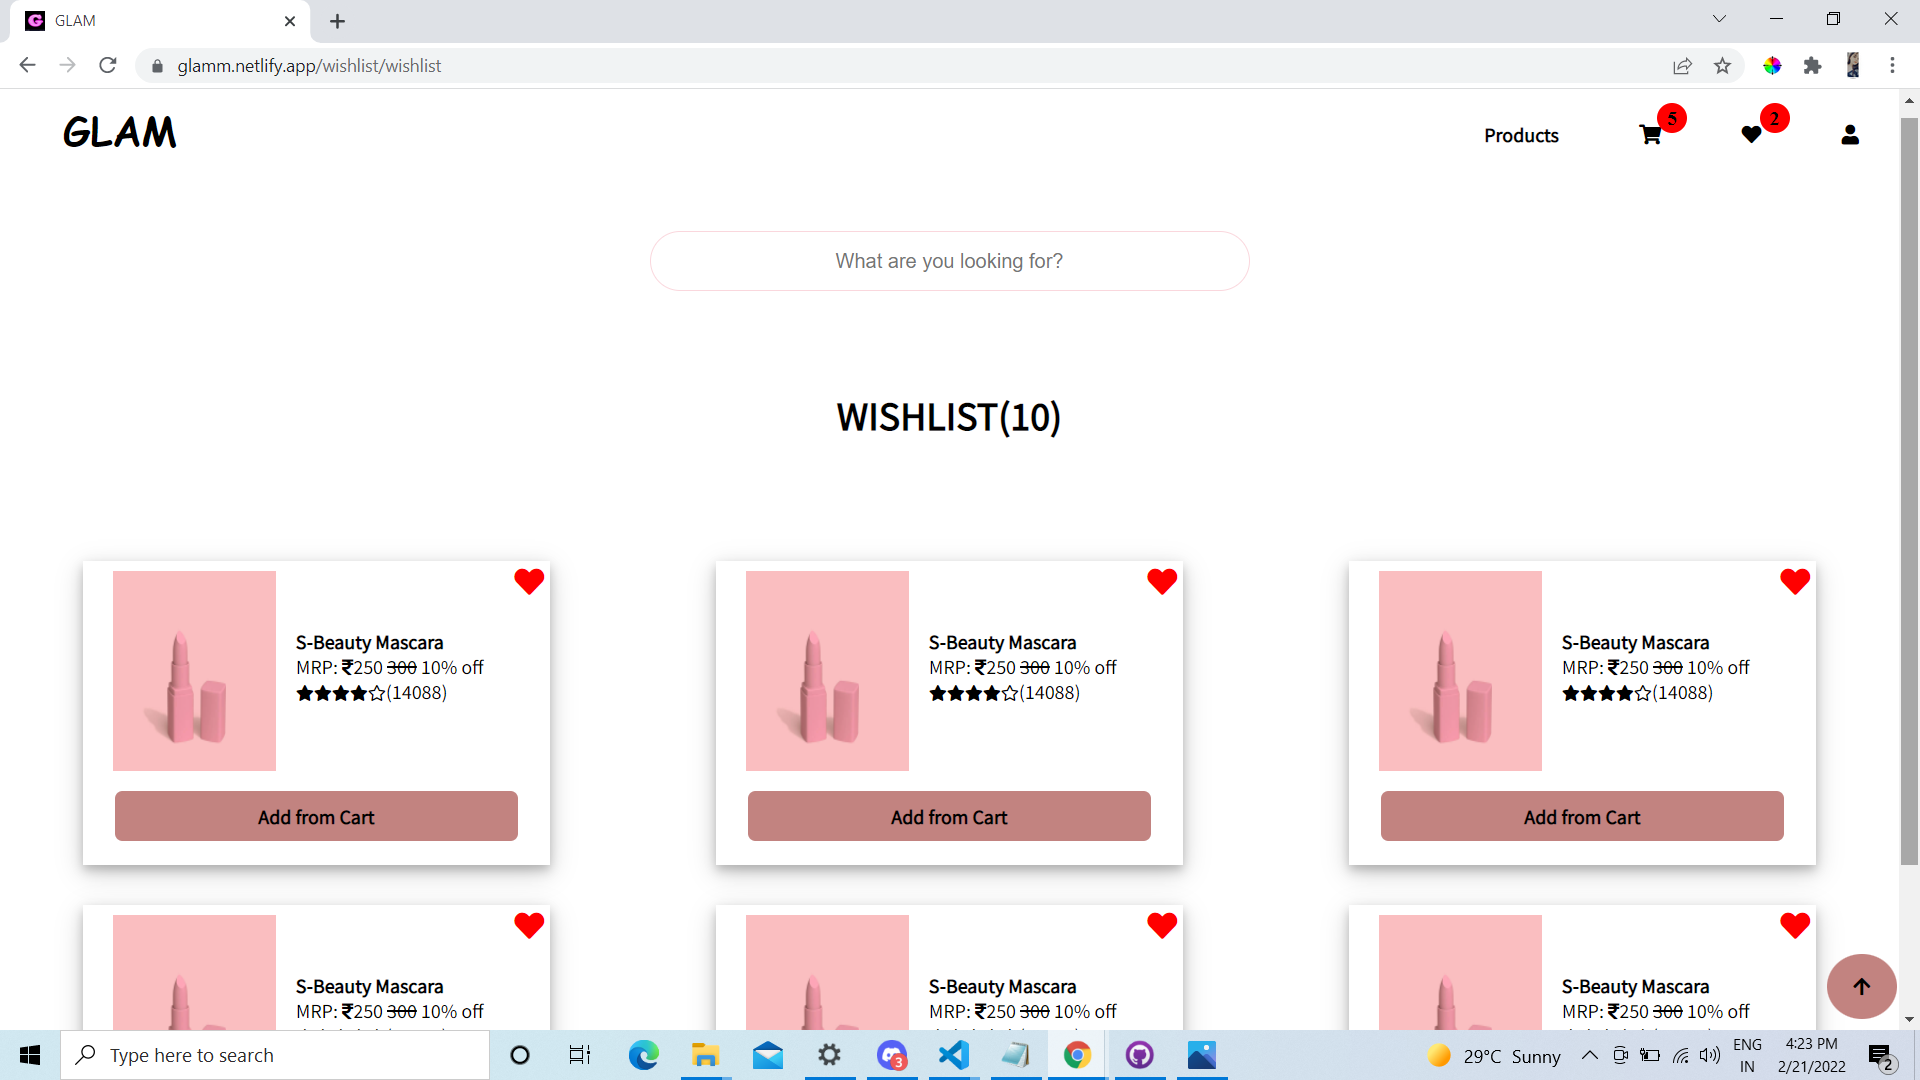 GLAM
glamm.netlify.app/wishlist/wishlist
GLAM
Products
5
2
What are you looking for?
WISHLIST(10)
S-Beauty Mascara
MRP: ₹250 300 10% off
(14088)
Add from Cart
S-Beauty Mascara
MRP: ₹250 300 10% off
(14088)
Add from Cart
S-Beauty Mascara
MRP: ₹250 300 10% off
(14088)
Add from Cart
S-Beauty Mascara
MRP: ₹250 300 10% off
S-Beauty Mascara
MRP: ₹250 300 10% off
S-Beauty Mascara
MRP: ₹250 300 10% off
Type here to search
3
29°C Sunny
ENG
IN
4:23 PM
2/21/2022
2